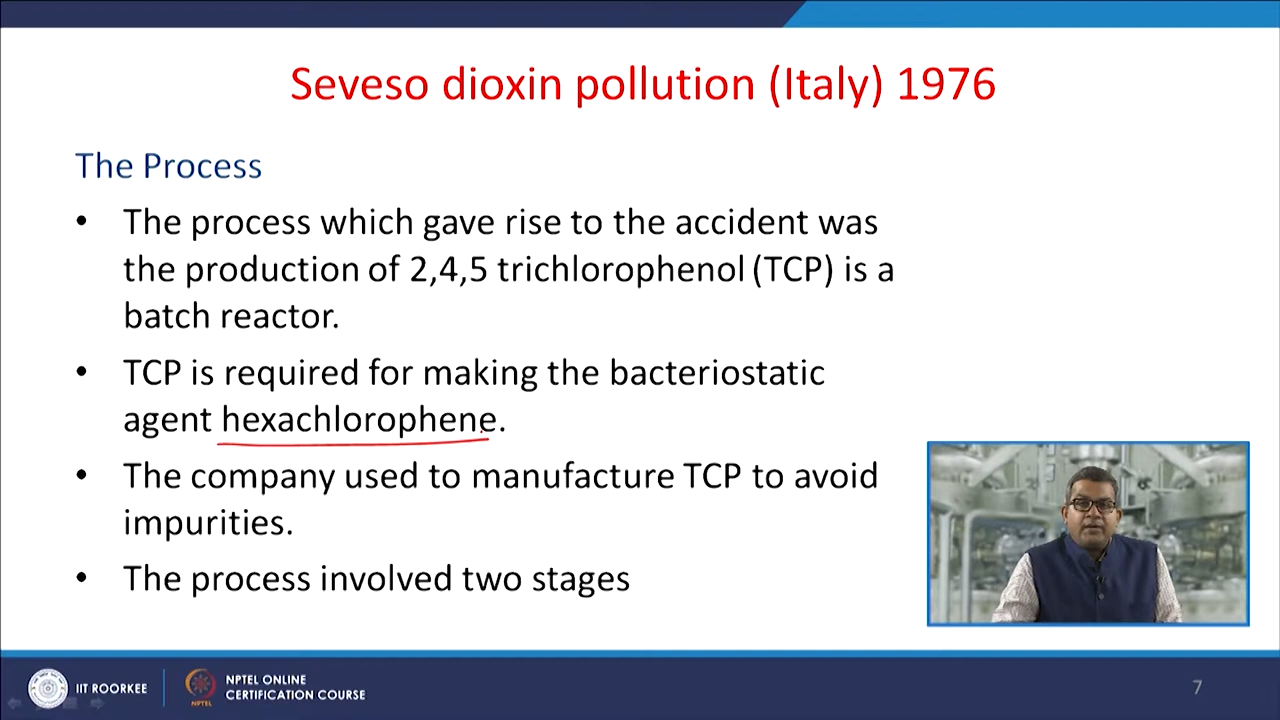 Seveso dioxin pollution (Italy) 1976
The Process
• The process which gave rise to the accident was
the production of 2,4,5 trichlorophenol (TCP) is a
batch reactor.
• TCP is required for making the bacteriostatic
agent hexachlorophene.
• The company used to manufacture TCP to avoid
impurities.
• The process involved two stages
IIT ROORKEE
NPTEL
NPTEL ONLINE
CERTIFICATION COURSE
7